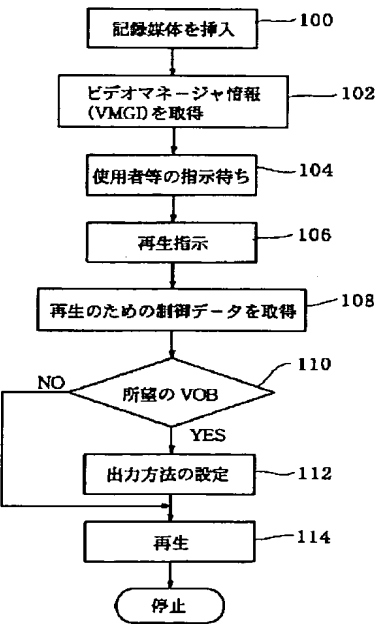 記録媒体を挿入
100
ビデオマネージャ情報
(VMGI)を取得
102
使用者等の指示待ち
104
再生指示
106
再生のための制御データを取得
108
所望の VOB
110
NO
YES
出力方法の設定
112
再生
114
停止